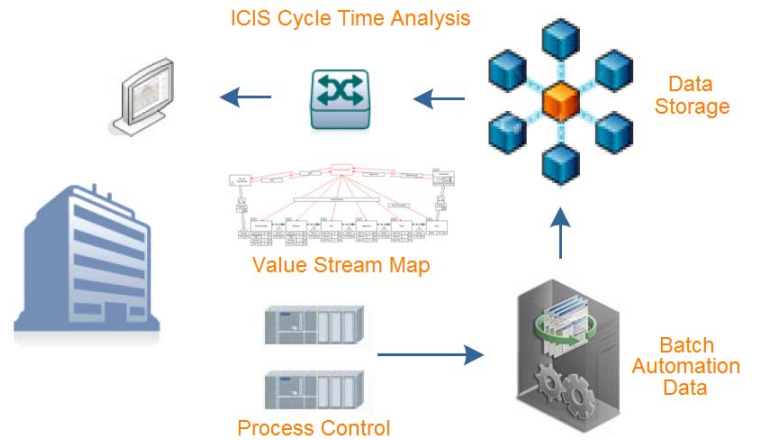 ICIS Cycle Time Analysis
Data
Storage
Value Stream Map
Batch
Automation
Data
Process Control